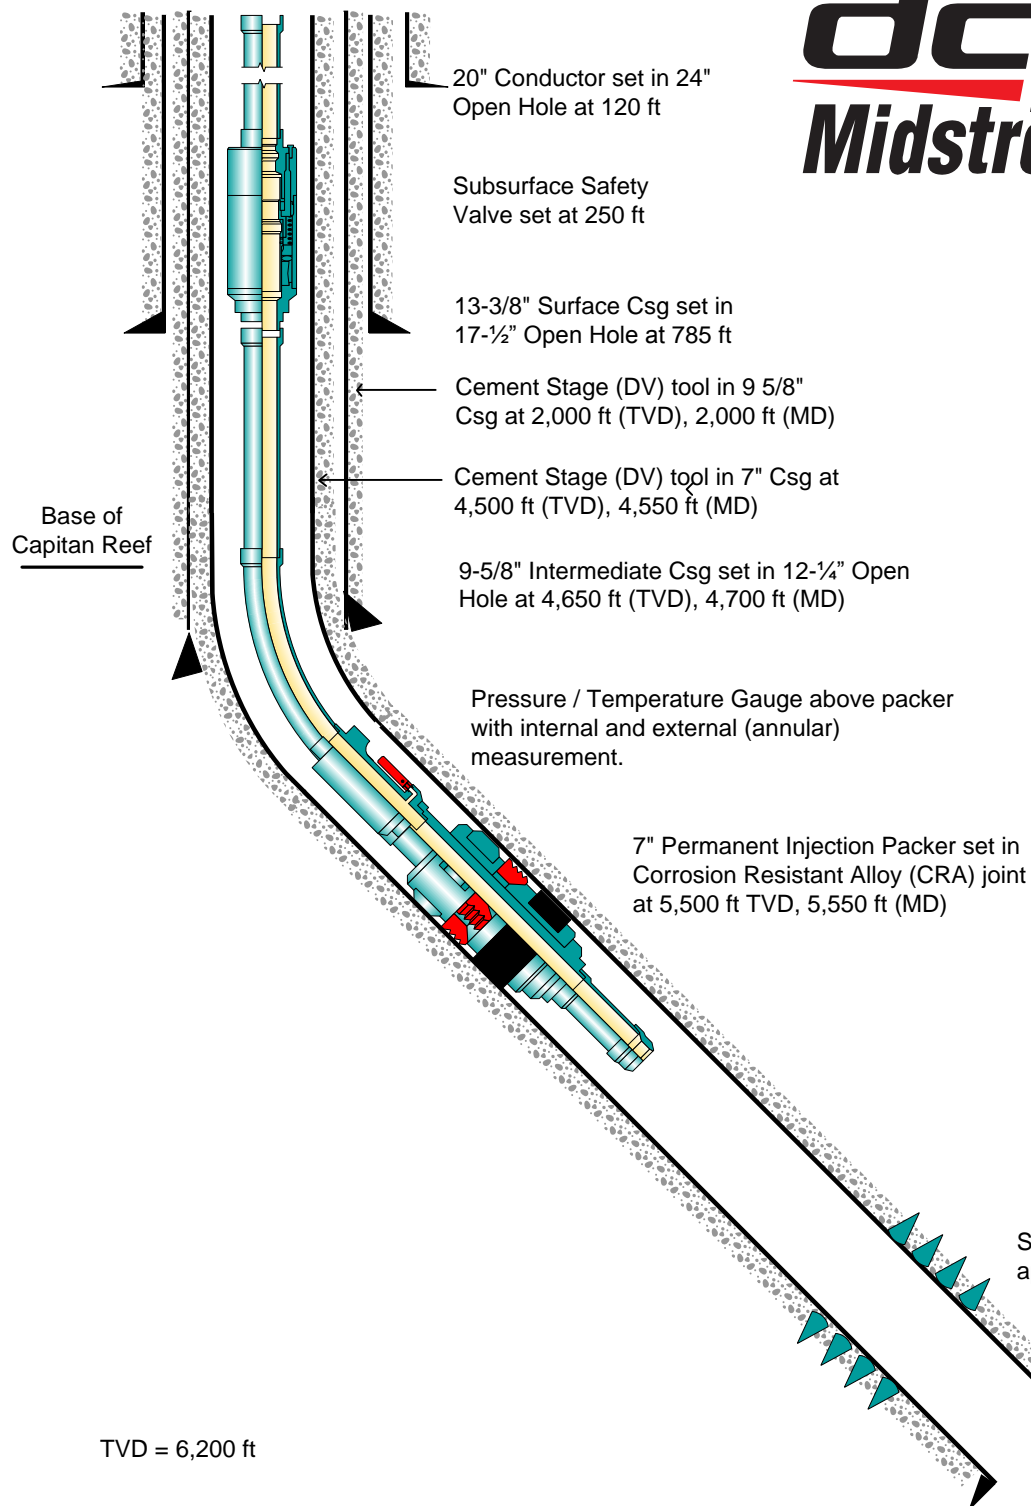 20" Conductor set in 24"
Open Hole at 120 ft
Subsurface Safety
Valve set at 250 ft
13-3/8" Surface Csg set in
17-½” Open Hole at 785 ft
Cement Stage (DV) tool in 9 5/8"
Csg at 2,000 ft (TVD), 2,000 ft (MD)
Cement Stage (DV) tool in 7" Csg at
4,500 ft (TVD), 4,550 ft (MD)
Base of
Capitan Reef
9-5/8" Intermediate Csg set in 12-¼” Open
Hole at 4,650 ft (TVD), 4,700 ft (MD)
Pressure / Temperature Gauge above packer
with internal and external (annular)
measurement.
7" Permanent Injection Packer set in
Corrosion Resistant Alloy (CRA) joint
at 5,500 ft TVD, 5,550 ft (MD)
TVD = 6,200 ft